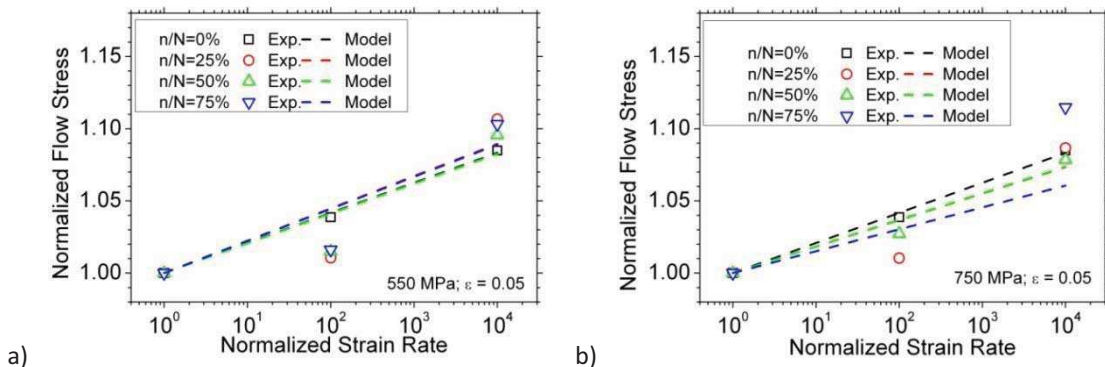 n/N=0% Exp. Model
n/N=25% Exp. Model
n/N=50% Exp. Model
n/N=75% Exp. Model
1.15
1.10
1.05
1.00
Normalized Flow Stress
550 MPa; ε = 0.05
10⁰ 10¹ 10² 10³ 10⁴
Normalized Strain Rate
a)
n/N=0% Exp. Model
n/N=25% Exp. Model
n/N=50% Exp. Model
n/N=75% Exp. Model
1.15
1.10
1.05
1.00
Normalized Flow Stress
750 MPa; ε = 0.05
10⁰ 10¹ 10² 10³ 10⁴
Normalized Strain Rate
b)